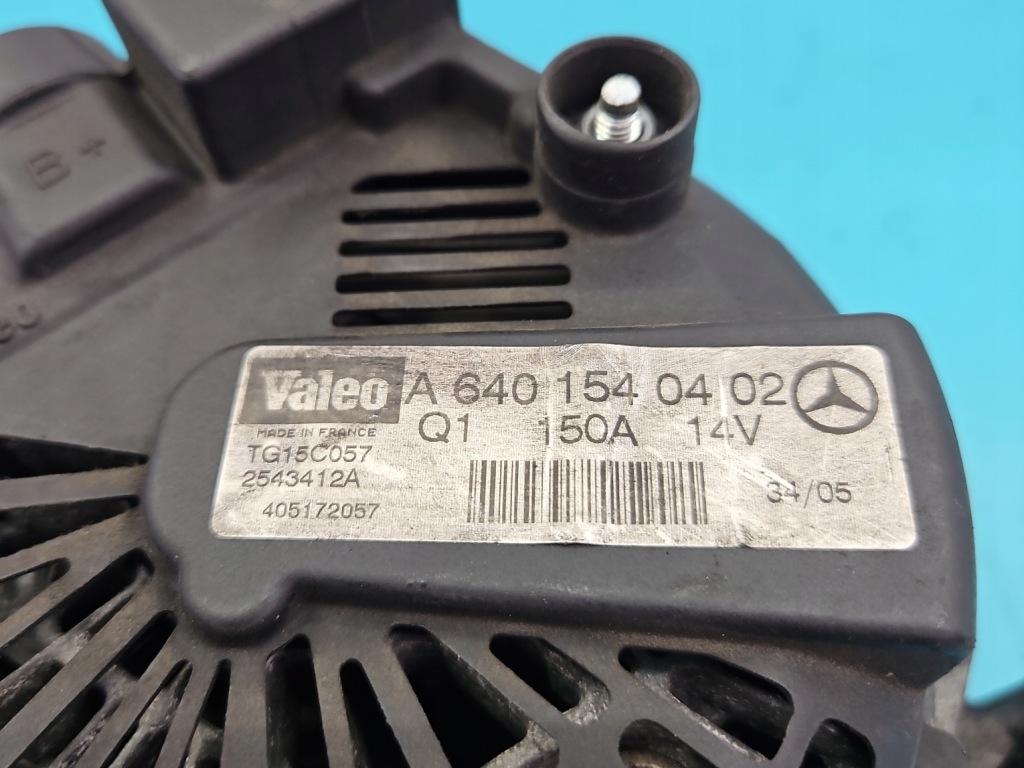 B+
Valeo A 640 154 04 02
MADE IN FRANCE Q1 150A 14V
TG15C057
2543412A 34/05
405172057